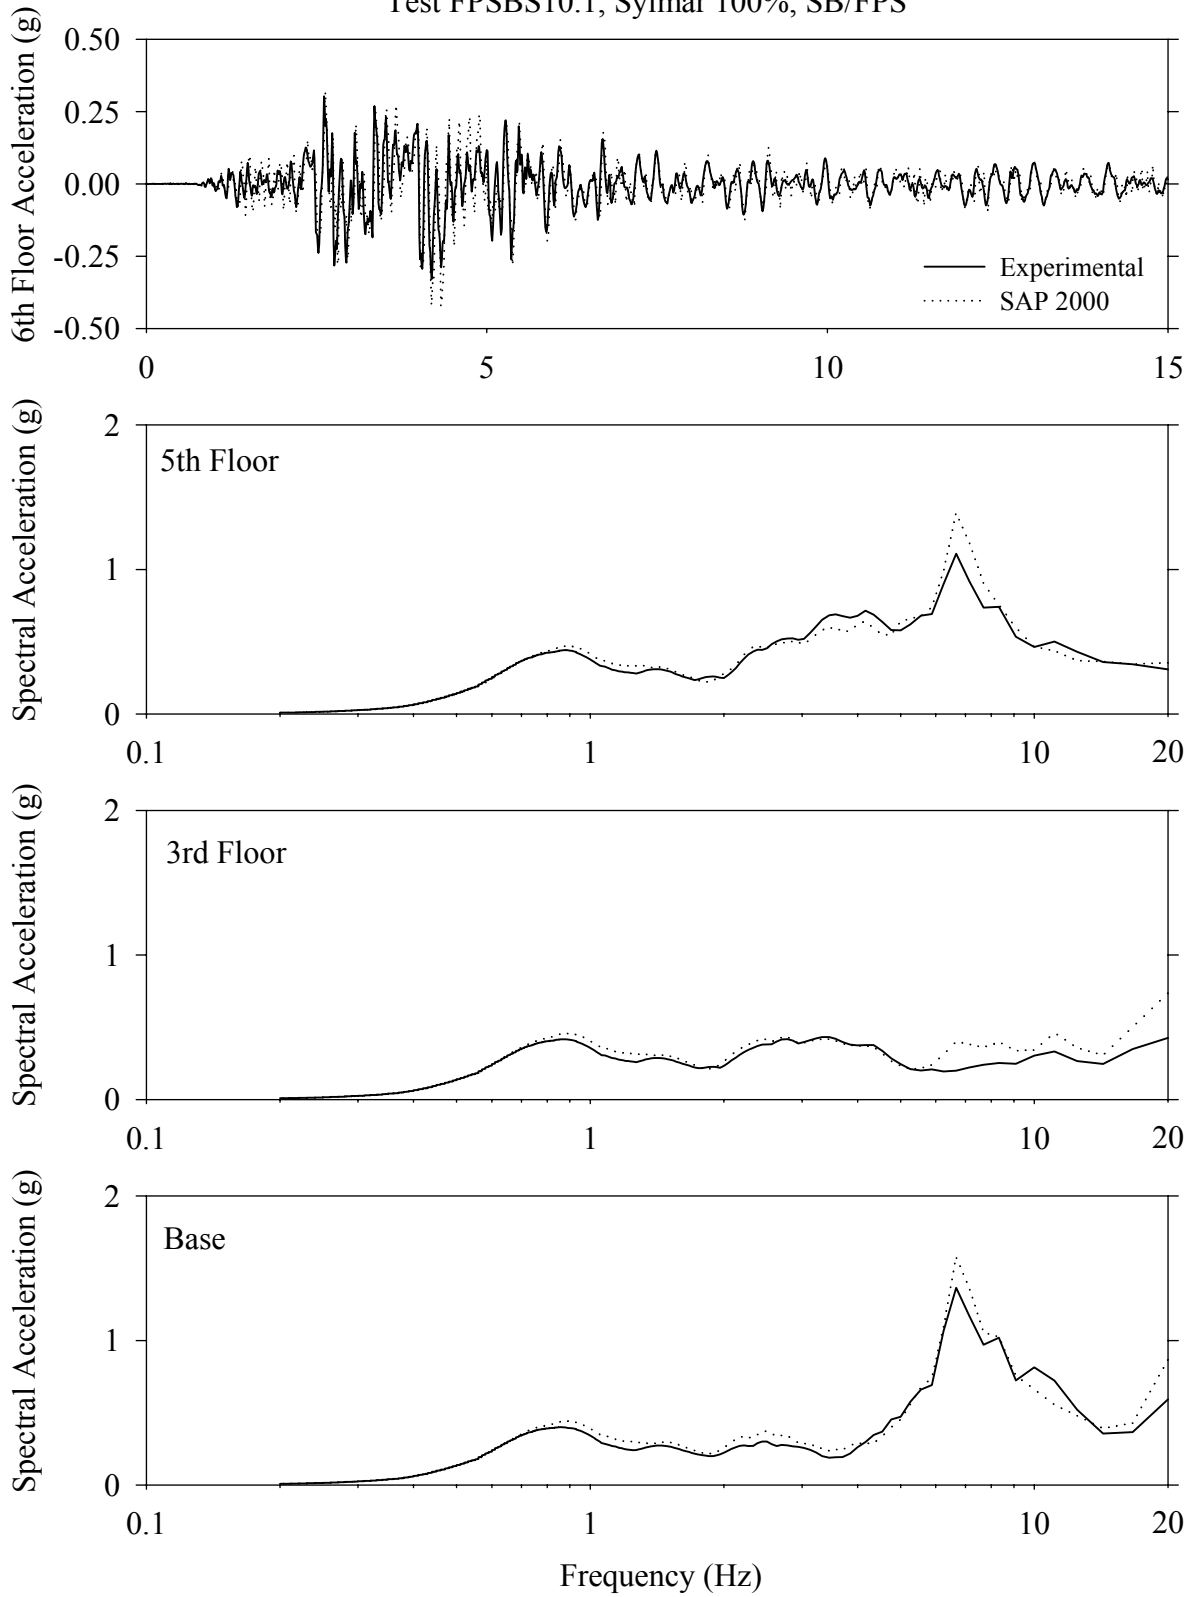 Test FPSBS10.1, Sylmar 100%, SB/FPS
6th Floor Acceleration (g)
0.50
0.25
0.00
-0.25
-0.50
Experimental
SAP 2000
0 5 10 15
Spectral Acceleration (g)
2
1
0
5th Floor
0.1 1 10 20
Spectral Acceleration (g)
2
1
0
3rd Floor
0.1 1 10 20
Spectral Acceleration (g)
2
1
0
Base
0.1 1 10 20
Frequency (Hz)